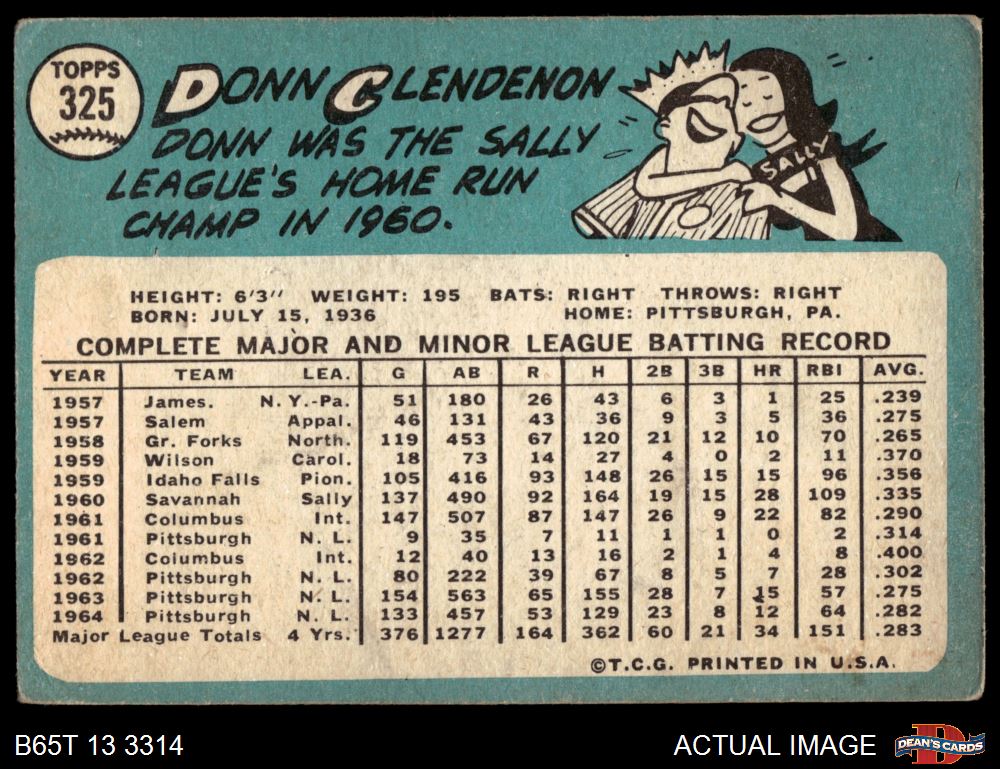 TOPPS
325
DONN CLENDENON
DONN WAS THE SALLY
LEAGUE'S HOME RUN
CHAMP IN 1960.
SALLY
HEIGHT: 6'3" WEIGHT: 195 BATS: RIGHT THROWS: RIGHT
BORN: JULY 15, 1936 HOME: PITTSBURGH, PA.
COMPLETE MAJOR AND MINOR LEAGUE BATTING RECORD
YEAR TEAM LEA. G AB R H 2B 3B HR RBI AVG.
1957 James. N.Y.-Pa. 51 180 26 43 6 3 1 25 .239
1957 Salem Appal. 46 131 43 36 9 3 5 36 .275
1958 Gr. Forks North. 119 453 67 120 21 12 10 70 .265
1959 Wilson Carol. 18 73 14 27 4 0 2 11 .370
1959 Idaho Falls Pion. 105 416 93 148 26 15 15 96 .356
1960 Savannah Sally 137 490 92 164 19 15 28 109 .335
1961 Columbus Int. 147 507 87 147 26 9 22 82 .290
1961 Pittsburgh N. L. 9 35 7 11 1 1 0 2 .314
1962 Columbus Int. 12 40 13 16 2 1 4 8 .400
1962 Pittsburgh N. L. 80 222 39 67 8 5 7 28 .302
1963 Pittsburgh N. L. 154 563 65 155 28 7 15 57 .275
1964 Pittsburgh N. L. 133 457 53 129 23 8 12 64 .282
Major League Totals 4 Yrs. 376 1277 164 362 60 21 34 151 .283
©T.C.G. PRINTED IN U.S.A.
B65T 13 3314 ACTUAL IMAGE
D
DEAN'S CARDS